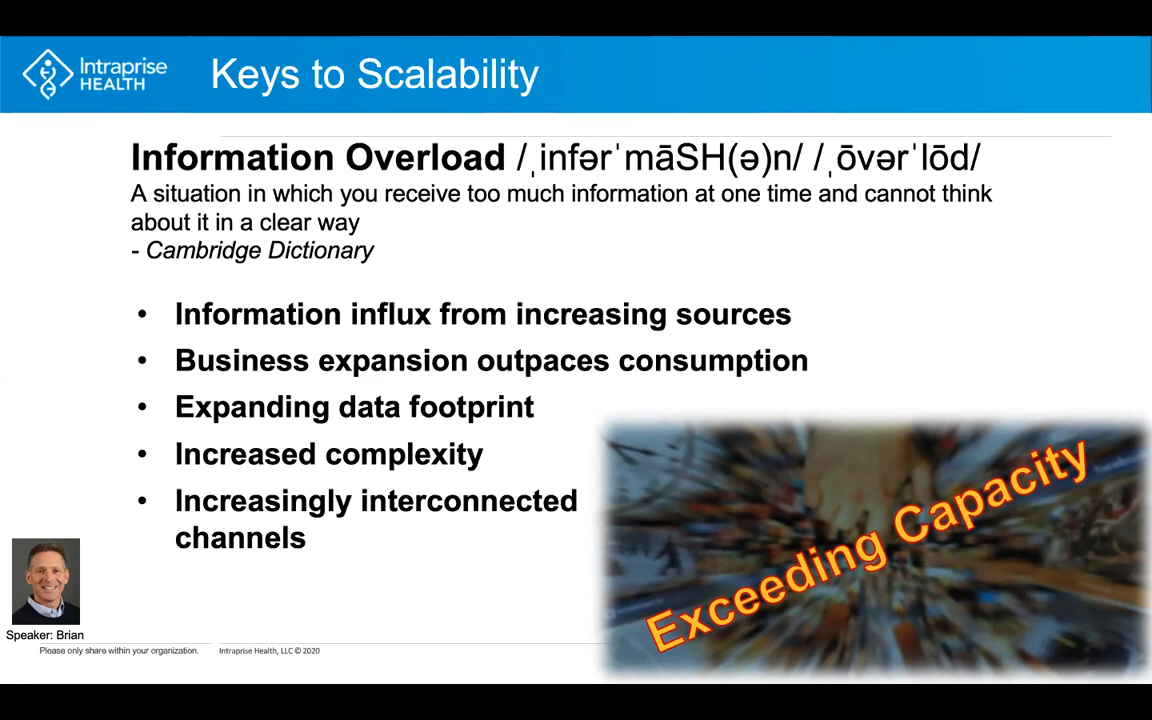 Intraprise
HEALTH
Keys to Scalability
Information Overload /ˌinfərˈmāSH(ə)n/ /ˌōvərˈlōd/
A situation in which you receive too much information at one time and cannot think
about it in a clear way
- Cambridge Dictionary
• Information influx from increasing sources
• Business expansion outpaces consumption
• Expanding data footprint
• Increased complexity
• Increasingly interconnected
channels
Exceeding Capacity
Speaker: Brian
Please only share within your organization. Intraprise Health, LLC © 2020